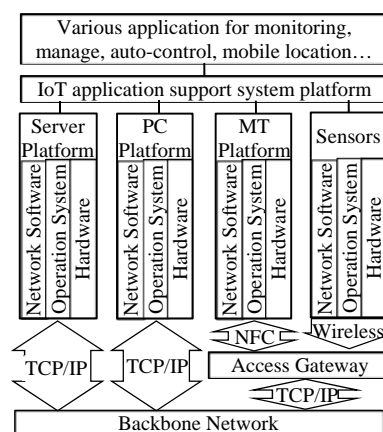 Various application for monitoring,
manage, auto-control, mobile location…
IoT application support system platform
Server
Platform
Network Software
Operation System
Hardware
PC
Platform
Network Software
Operation System
Hardware
MT
Platform
Network Software
Operation System
Hardware
Sensors
Network Software
Operation System
Hardware
TCP/IP
TCP/IP
NFC
Wireless
Access Gateway
TCP/IP
Backbone Network